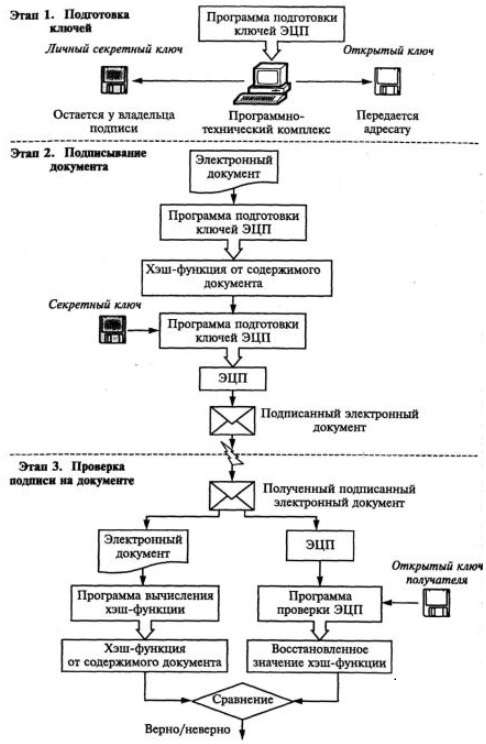 Этап 1. Подготовка
ключей
Программа подготовки
ключей ЭЦП
Личный секретный ключ
Открытый ключ
Остается у владельца
подписи
Программно-
технический комплекс
Передается
адресату
Этап 2. Подписывание
документа
Электронный
документ
Программа подготовки
ключей ЭЦП
Хэш-функция от содержимого
документа
Секретный ключ
Программа подготовки
ключей ЭЦП
ЭЦП
Подписанный электронный
документ
Этап 3. Проверка
подписи на документе
Полученный подписанный
электронный документ
Электронный
документ
ЭЦП
Открытый ключ
получателя
Программа вычисления
хэш-функции
Программа
проверки ЭЦП
Хэш-функция
от содержимого документа
Восстановленное
значение хэш-функции
Сравнение
Верно/неверно